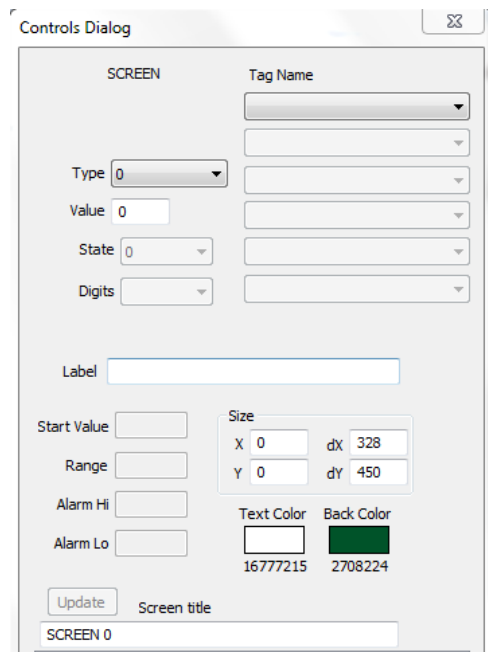 Controls Dialog
SCREEN
Tag Name
Type 0
Value 0
State 0
Digits
Label
Start Value
Size
X 0 dX 328
Range
Y 0 dY 450
Alarm Hi
Text Color Back Color
Alarm Lo
16777215 2708224
Update Screen title
SCREEN 0